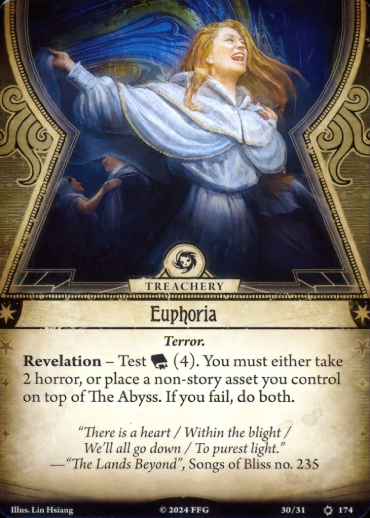 TREACHERY
Euphoria
Terror.
Revelation – Test (4). You must either take
2 horror, or place a non-story asset you control
on top of The Abyss. If you fail, do both.
“There is a heart / Within the blight /
We’ll all go down / To purest light.”
—“The Lands Beyond”, Songs of Bliss no. 235
Illus. Lin Hsiang
© 2024 FFG
30/31
174